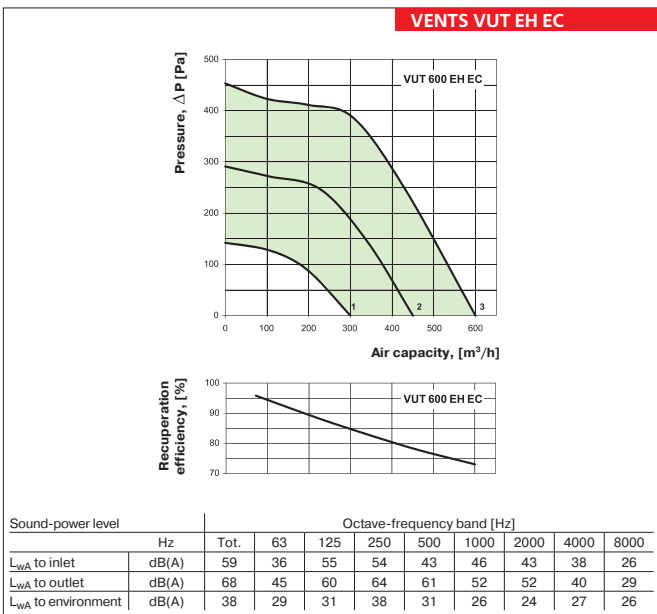 VENTS VUT EH EC
Pressure, ΔP [Pa]
500
400
300
200
100
0
VUT 600 EH EC
1 2 3
0 100 200 300 400 500 600
Air capacity, [m³/h]
Recuperation
efficiency, [%]
100
90
80
70
VUT 600 EH EC
Sound-power level Octave-frequency band [Hz]
Hz Tot. 63 125 250 500 1000 2000 4000 8000
LwA to inlet dB(A) 59 36 55 54 43 46 43 38 26
LwA to outlet dB(A) 68 45 60 64 61 52 52 40 29
LwA to environment dB(A) 38 29 31 38 31 26 24 27 26